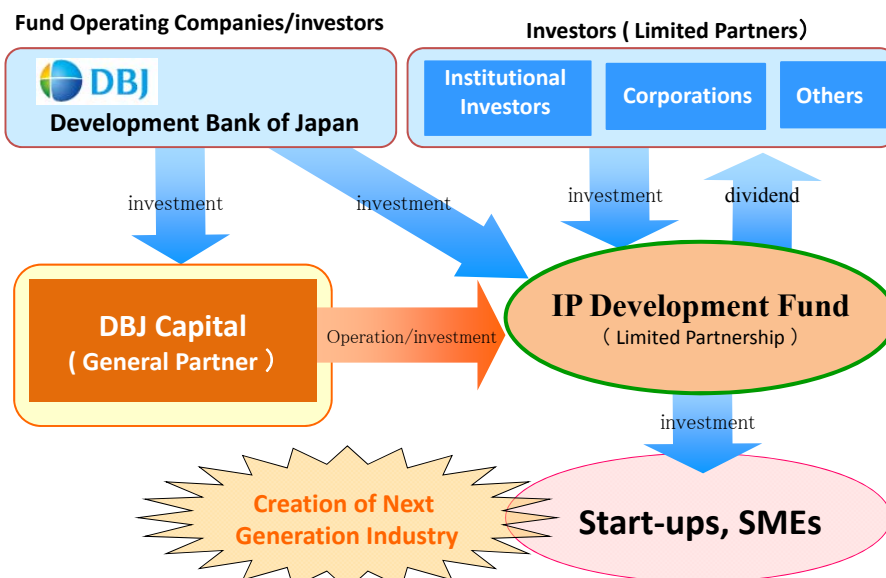 Fund Operating Companies/investors
Investors ( Limited Partners）
DBJ
Development Bank of Japan
Institutional
Investors
Corporations
Others
investment
investment
investment
dividend
DBJ Capital
( General Partner ）
Operation/investment
IP Development Fund
（ Limited Partnership ）
investment
Creation of Next
Generation Industry
Start-ups, SMEs